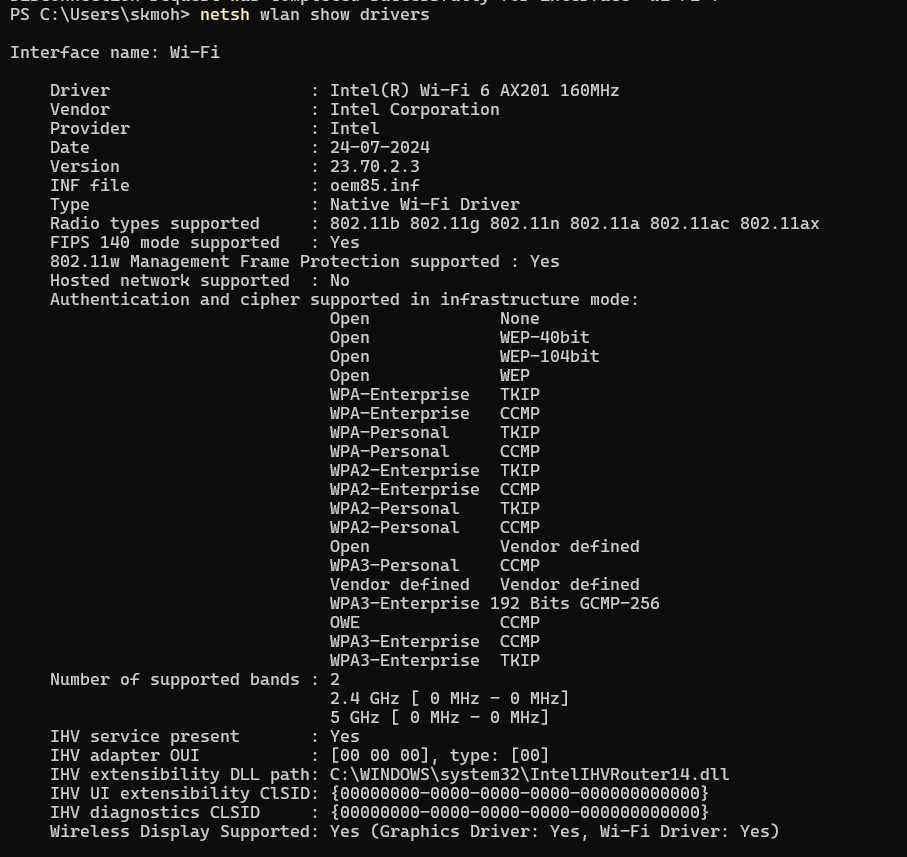 PS C:\Users\skmoh> netsh wlan show drivers
Interface name: Wi-Fi
Driver : Intel(R) Wi-Fi 6 AX201 160MHz
Vendor : Intel Corporation
Provider : Intel
Date : 24-07-2024
Version : 23.70.2.3
INF file : oem85.inf
Type : Native Wi-Fi Driver
Radio types supported : 802.11b 802.11g 802.11n 802.11a 802.11ac 802.11ax
FIPS 140 mode supported : Yes
802.11w Management Frame Protection supported : Yes
Hosted network supported : No
Authentication and cipher supported in infrastructure mode:
Open None
Open WEP-40bit
Open WEP-104bit
Open WEP
WPA-Enterprise TKIP
WPA-Enterprise CCMP
WPA-Personal TKIP
WPA-Personal CCMP
WPA2-Enterprise TKIP
WPA2-Enterprise CCMP
WPA2-Personal TKIP
WPA2-Personal CCMP
Open Vendor defined
WPA3-Personal CCMP
Vendor defined Vendor defined
WPA3-Enterprise 192 Bits GCMP-256
OWE CCMP
WPA3-Enterprise CCMP
WPA3-Enterprise TKIP
Number of supported bands : 2
2.4 GHz [ 0 MHz - 0 MHz]
5 GHz [ 0 MHz - 0 MHz]
IHV service present : Yes
IHV adapter OUI : [00 00 00], type: [00]
IHV extensibility DLL path: C:\WINDOWS\system32\IntelIHVRouter14.dll
IHV UI extensibility ClSID: {00000000-0000-0000-0000-000000000000}
IHV diagnostics CLSID : {00000000-0000-0000-0000-000000000000}
Wireless Display Supported: Yes (Graphics Driver: Yes, Wi-Fi Driver: Yes)